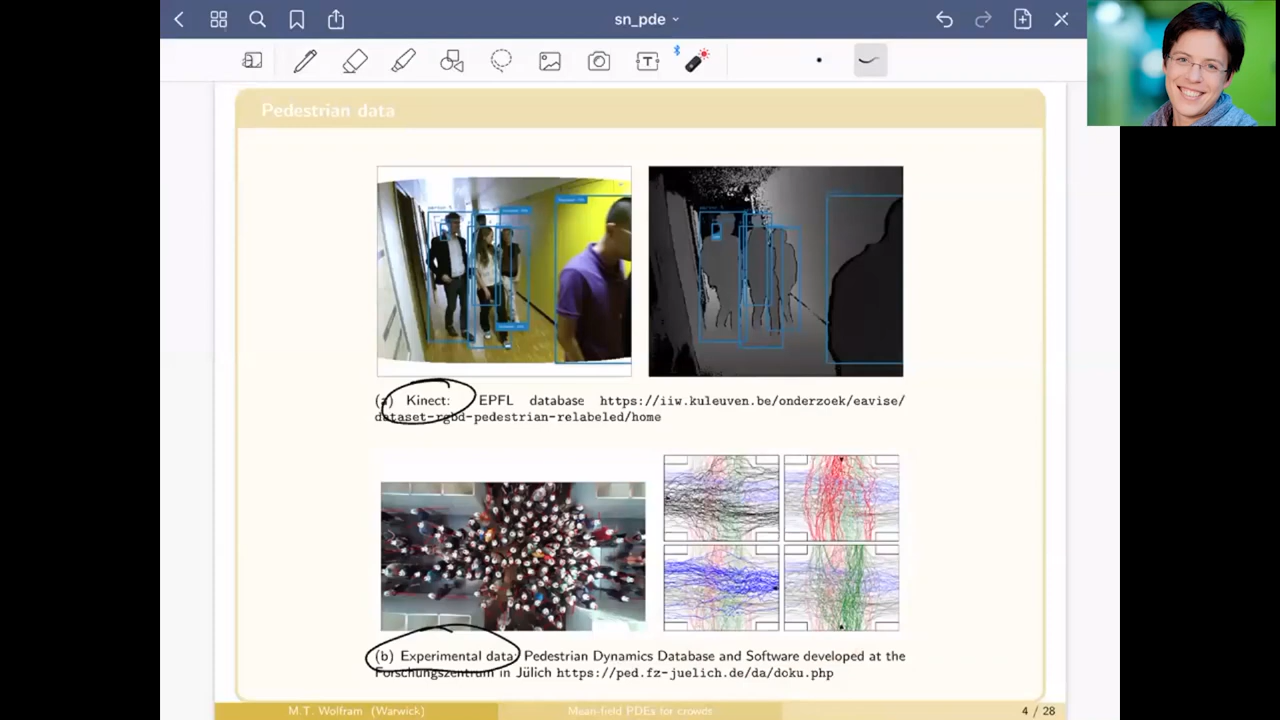 sn_pde
Pedestrian data
(a) Kinect: EPFL database https://iiw.kuleuven.be/onderzoek/eavise/
dataset-rgbd-pedestrian-relabeled/home
(b) Experimental data: Pedestrian Dynamics Database and Software developed at the
Forschungszentrum in Jülich https://ped.fz-juelich.de/da/doku.php
M.T. Wolfram (Warwick)
Mean-field PDEs for crowds
4 / 28